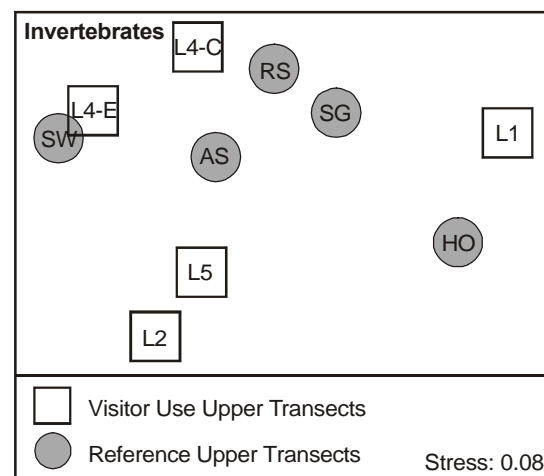 Invertebrates
L4-C
RS
L4-E
SG
SW
L1
AS
HO
L5
L2
Visitor Use Upper Transects
Reference Upper Transects
Stress: 0.08